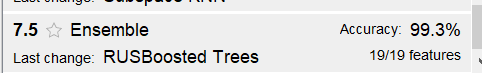 7.5 Ensemble Accuracy: 99.3%
Last change: RUSBoosted Trees 19/19 features